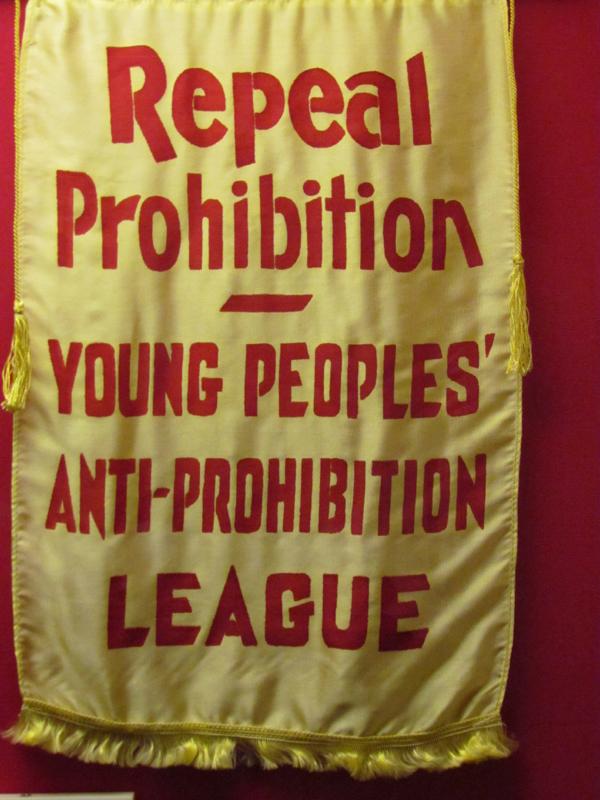 Repeal
Prohibition
—
YOUNG PEOPLES'
ANTI-PROHIBITION
LEAGUE